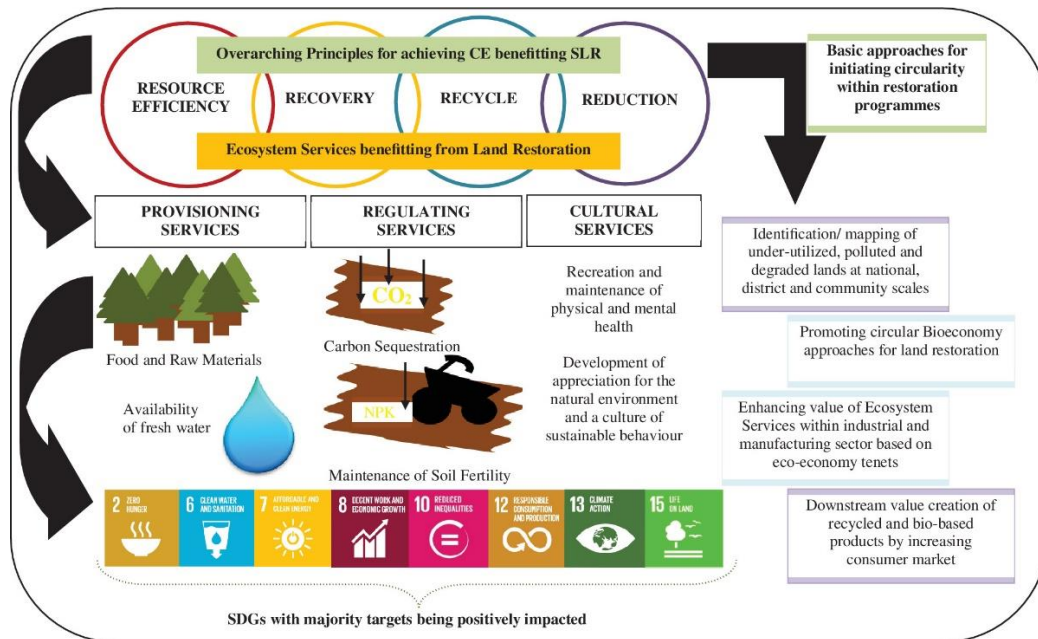 Overarching Principles for achieving CE benefitting SLR
RESOURCE
EFFICIENCY
RECOVERY
RECYCLE
REDUCTION
Ecosystem Services benefitting from Land Restoration
Basic approaches for
initiating circularity
within restoration
programmes
PROVISIONING
SERVICES
REGULATING
SERVICES
CULTURAL
SERVICES
Food and Raw Materials
Availability
of fresh water
CO₂
Carbon Sequestration
NPK
Maintenance of Soil Fertility
Recreation and
maintenance of
physical and mental
health
Development of
appreciation for the
natural environment
and a culture of
sustainable behaviour
Identification/ mapping of
under-utilized, polluted and
degraded lands at national,
district and community scales
Promoting circular Bioeconomy
approaches for land restoration
Enhancing value of Ecosystem
Services within industrial and
manufacturing sector based on
eco-economy tenets
Downstream value creation of
recycled and bio-based
products by increasing
consumer market
2 ZERO
HUNGER
6 CLEAN WATER
AND SANITATION
7 AFFORDABLE AND
CLEAN ENERGY
8 DECENT WORK AND
ECONOMIC GROWTH
10 REDUCED
INEQUALITIES
12 RESPONSIBLE
CONSUMPTION
AND PRODUCTION
13 CLIMATE
ACTION
15 LIFE
ON LAND
SDGs with majority targets being positively impacted